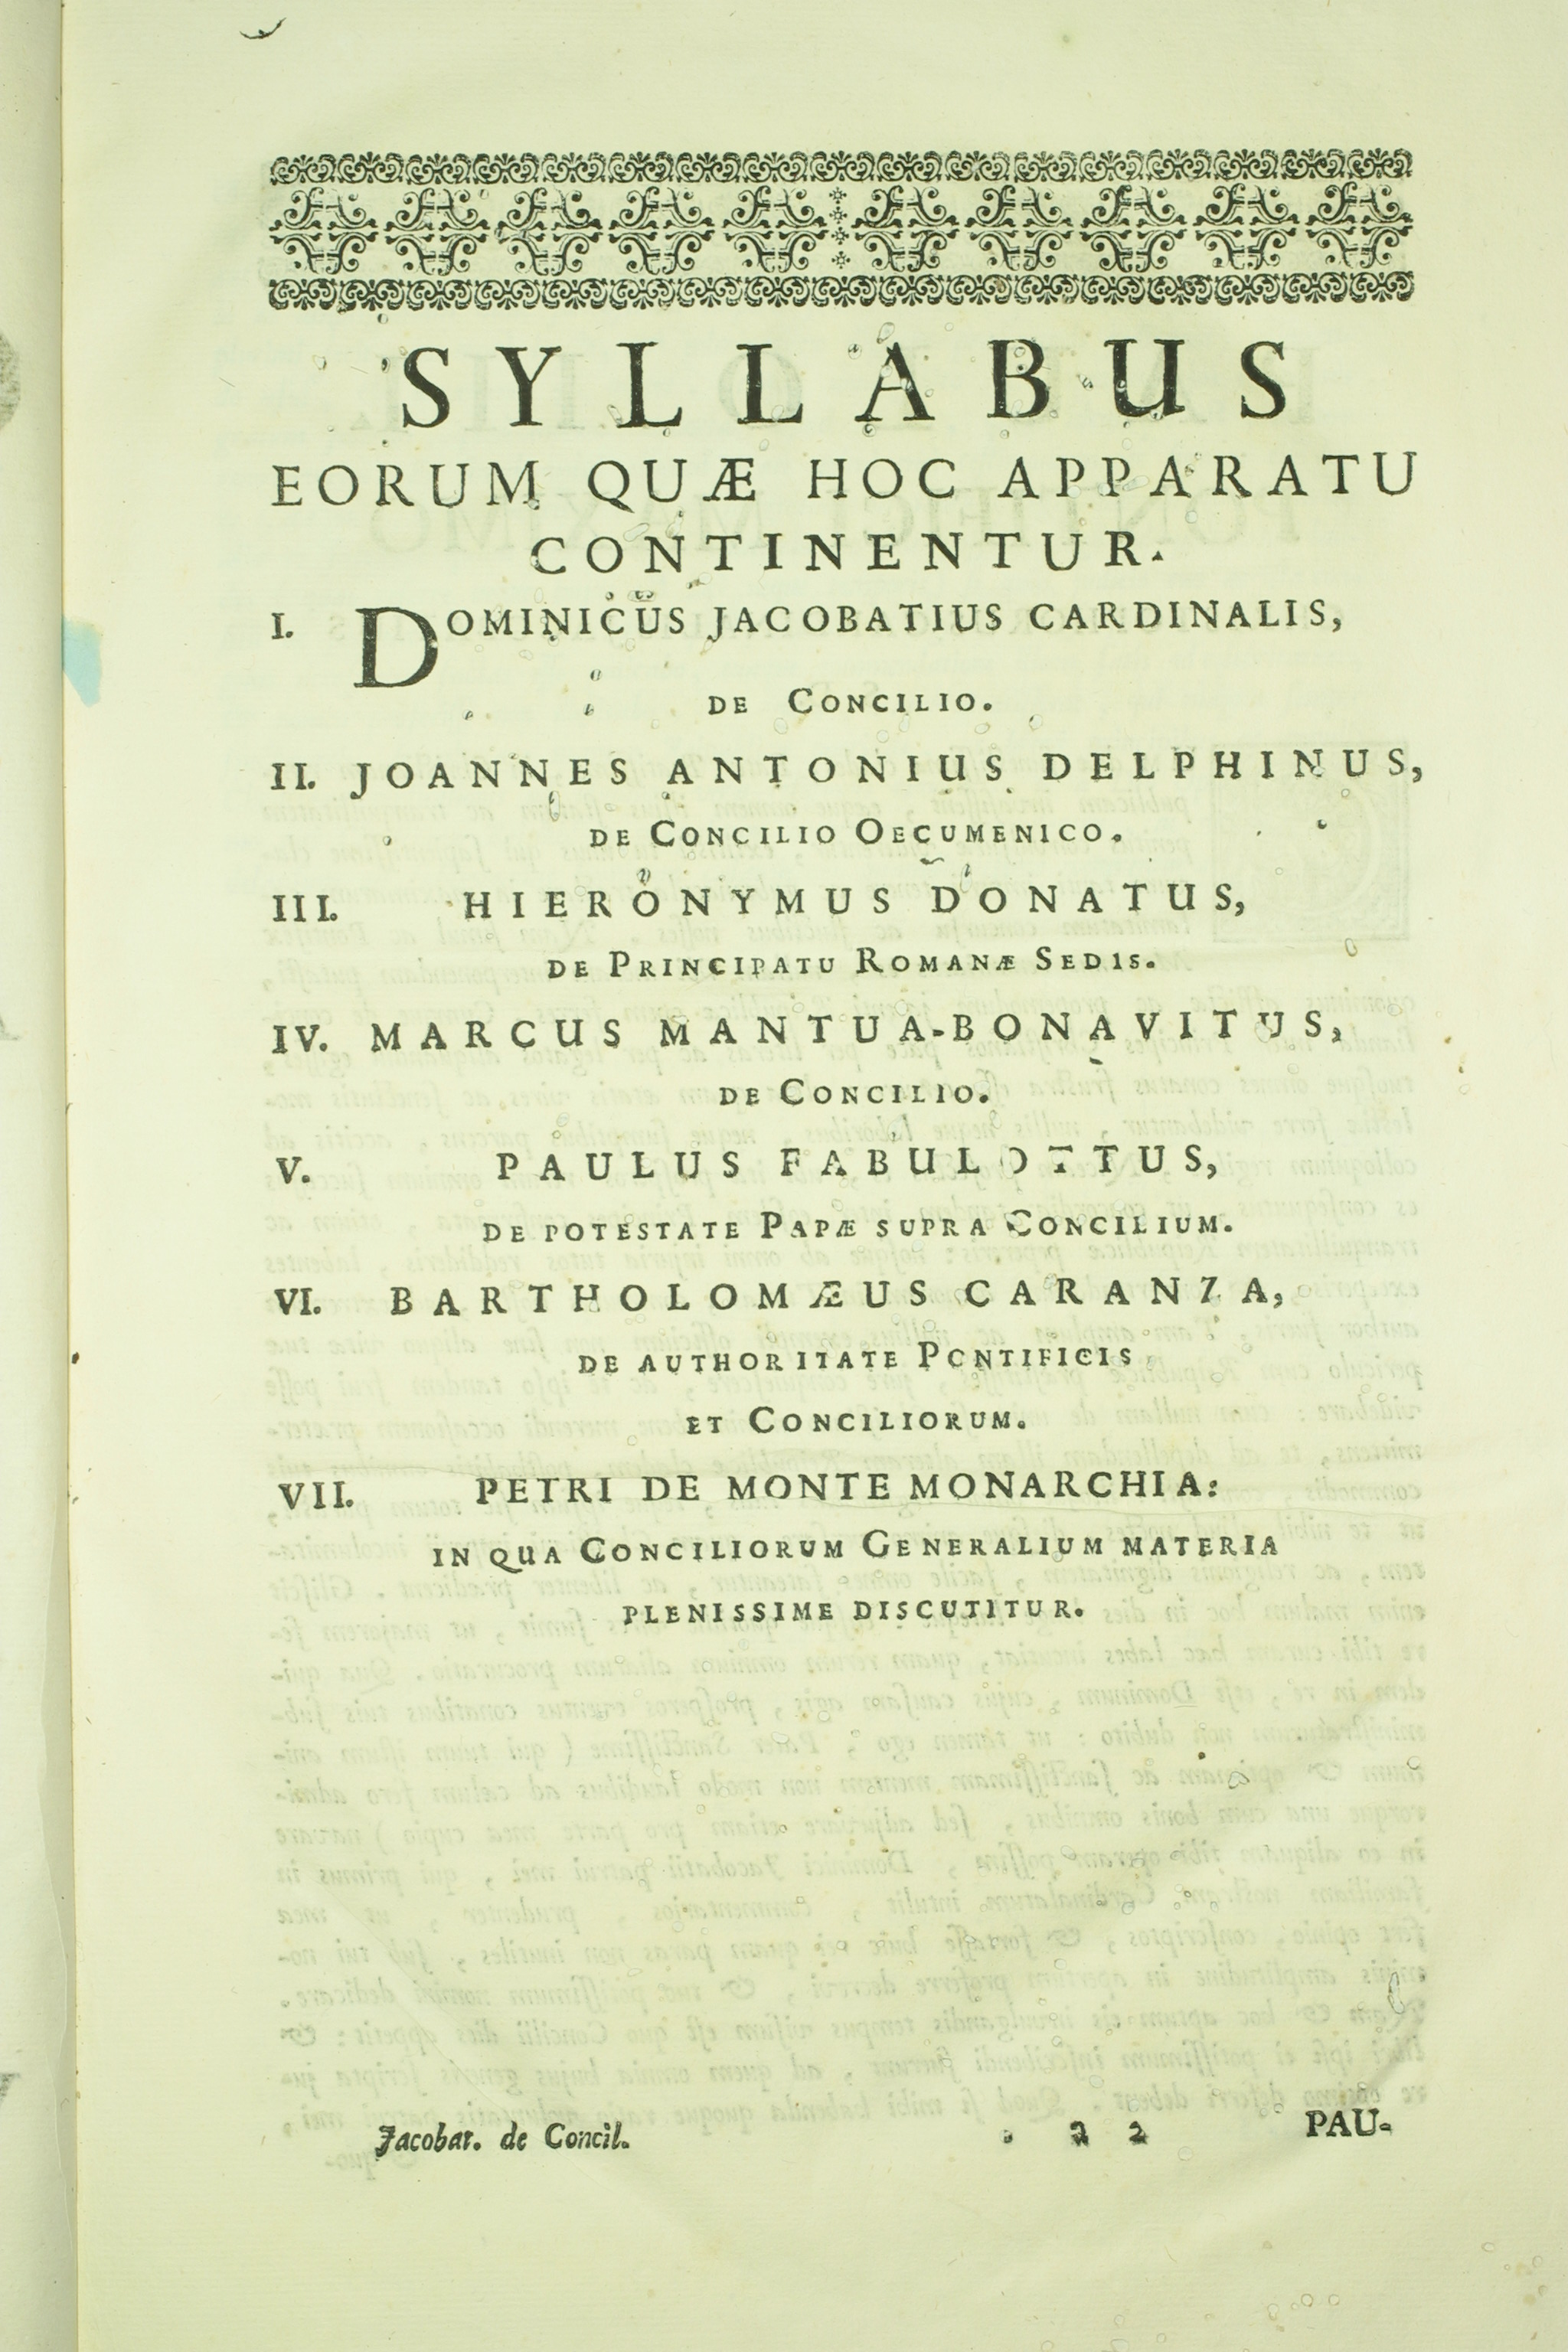 SYLLABUS
EORUM QUÆ HOC APPARATU
CONTINENTUR.
I. DOMINICUS JACOBATIUS CARDINALIS,
DE CONCILIO.
II. JOANNES ANTONIUS DELPHINUS,
DE CONCILIO OECUMENICO.
III. HIERONYMUS DONATUS,
DE PRINCIPATU ROMANÆ SEDIS.
IV. MARCUS MANTUA-BONAVITUS,
DE CONCILIO.
V. PAULUS FABULOTTUS,
DE POTESTATE PAPÆ SUPRA CONCILIUM.
VI. BARTHOLOMÆUS CARANZA,
DE AUTHORITATE PONTIFICIS
ET CONCILIORUM.
VII. PETRI DE MONTE MONARCHIA:
IN QUA CONCILIORUM GENERALIUM MATERIA
PLENISSIME DISCUTITUR.
Jacobat. de Concil. a 2 PAU-